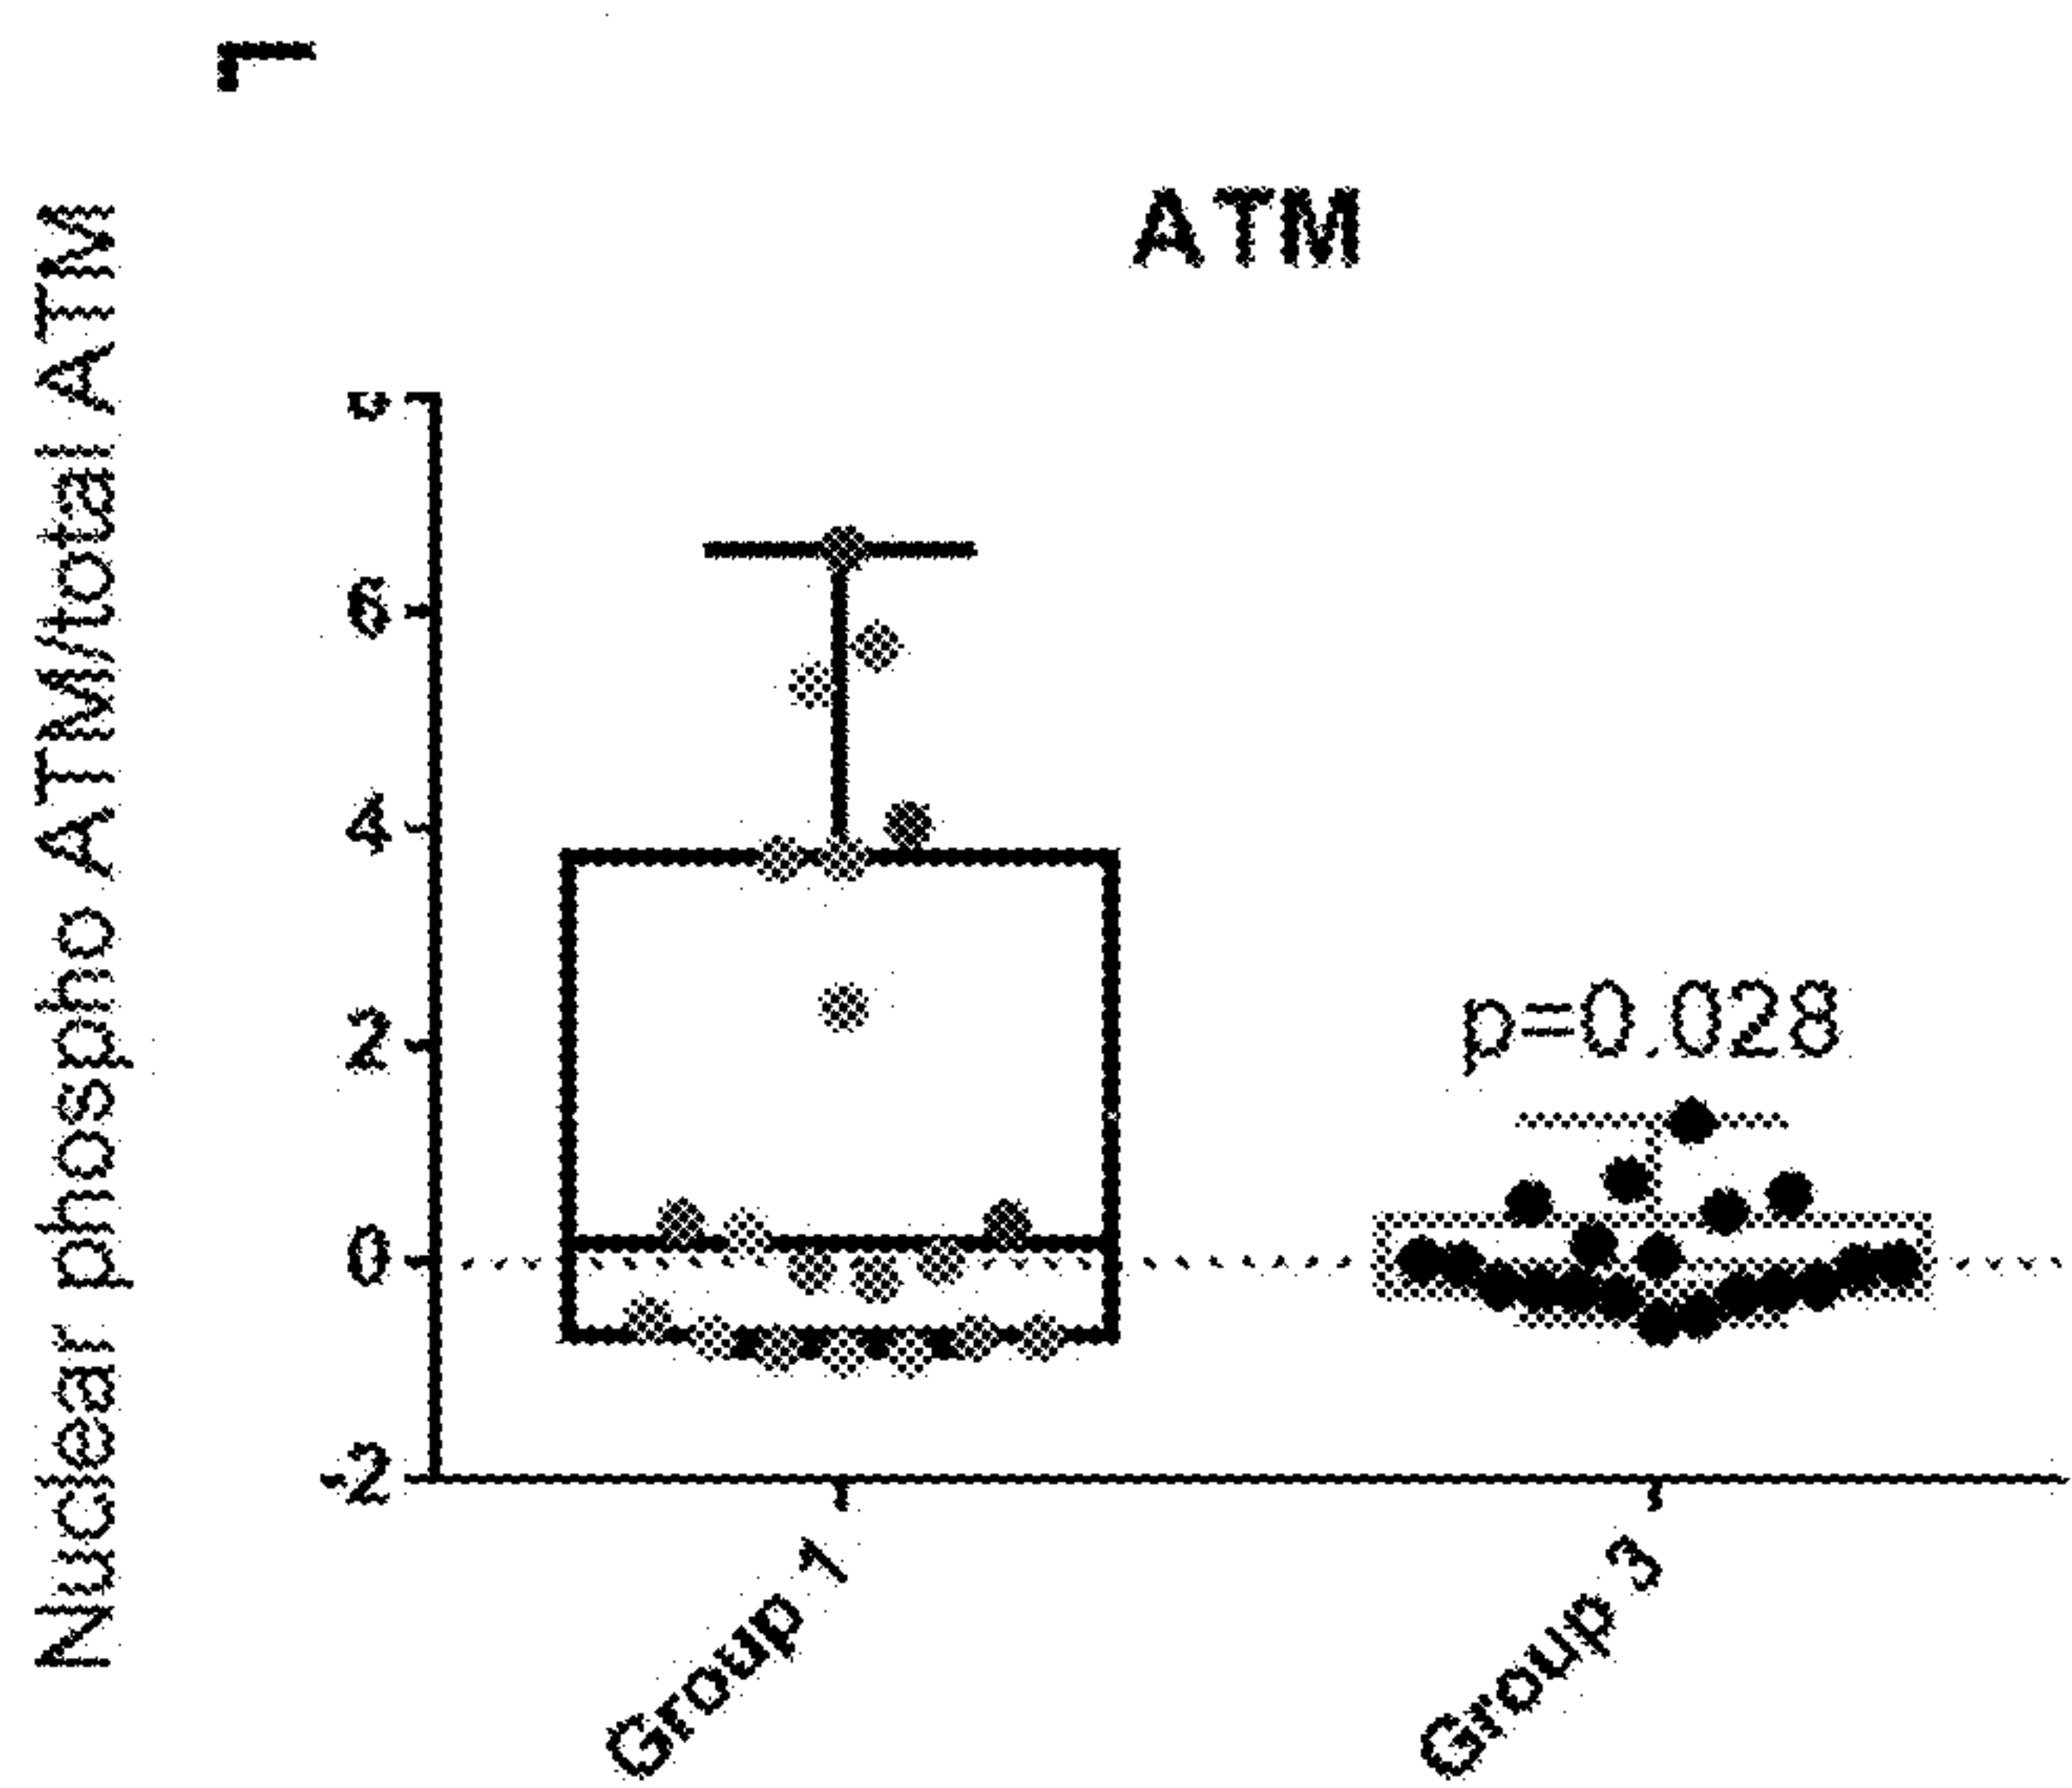 ATM
Nuclear phospho ATM/total ATM
6
4
2
0
-2
p=0.028
Group 1
Group 3